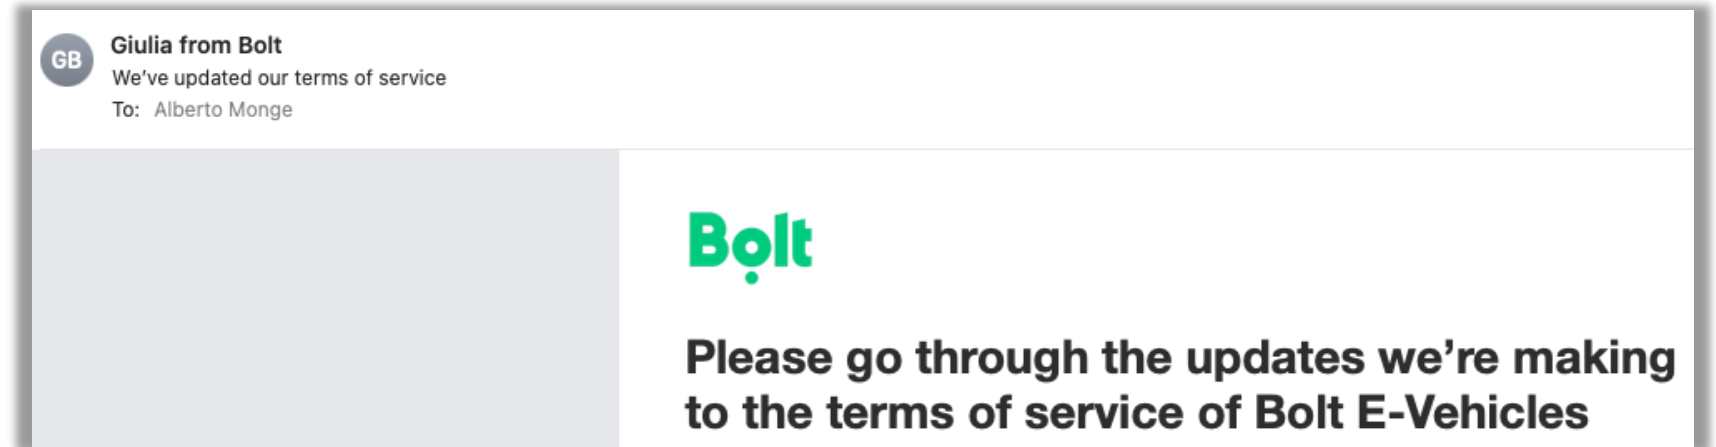 GB
Giulia from Bolt
We've updated our terms of service
To: Alberto Monge
Bolt
Please go through the updates we're making
to the terms of service of Bolt E-Vehicles